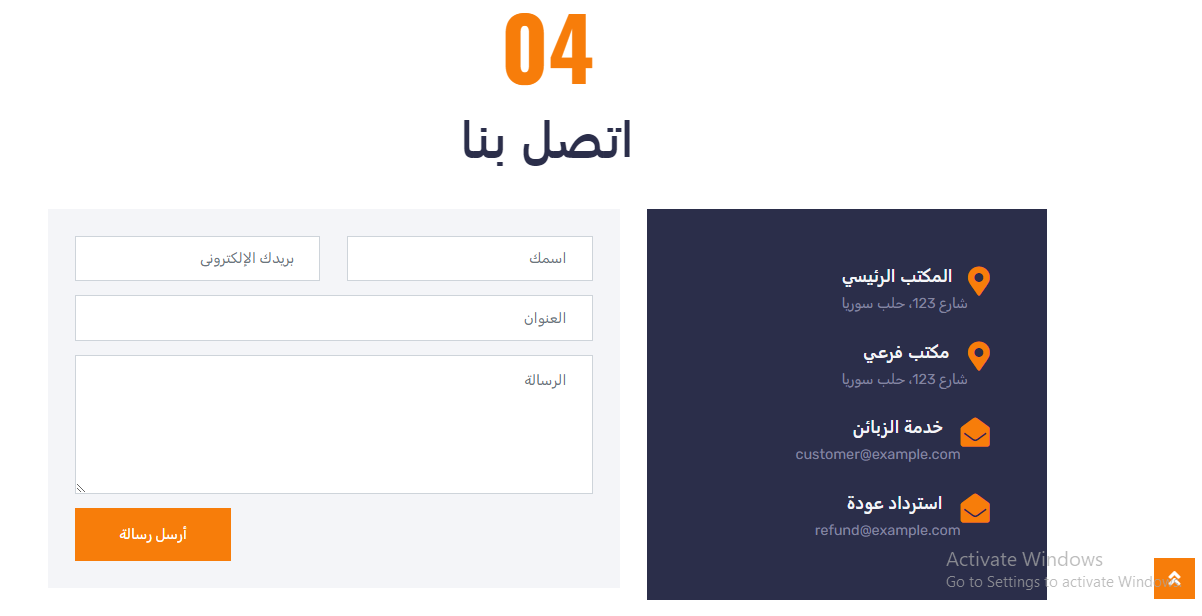 04
اتصل بنا
المكتب الرئيسي
شارع 123، حلب سوريا
مكتب فرعي
شارع 123، حلب سوريا
خدمة الزبائن
customer@example.com
استرداد عودة
refund@example.com
اسمك
بريدك الإلكترونى
العنوان
الرسالة
أرسل رسالة
Activate Windows
Go to Settings to activate Windows.